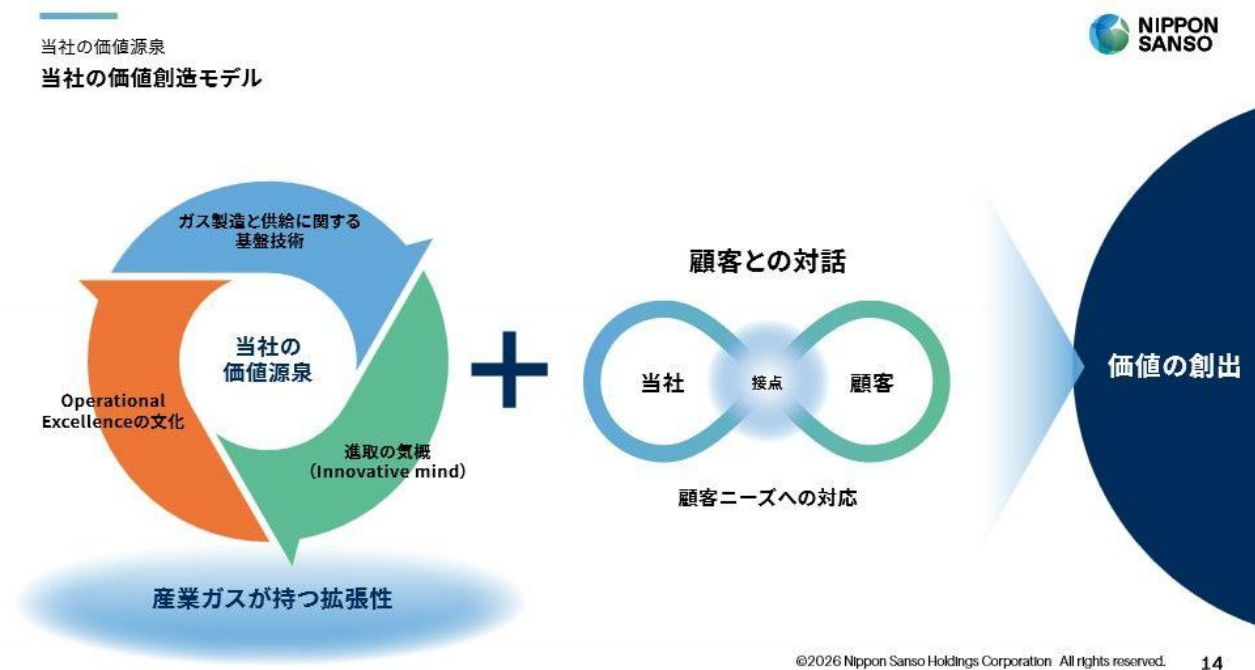 当社の価値源泉
当社の価値創造モデル
NIPPON
SANSO
ガス製造と供給に関する
基盤技術
当社の
価値源泉
Operational
Excellenceの文化
進取の気概
（Innovative mind）
産業ガスが持つ拡張性
顧客との対話
当社
接点
顧客
顧客ニーズへの対応
価値の創出
©2026 Nippon Sanso Holdings Corporation All rights reserved.
14